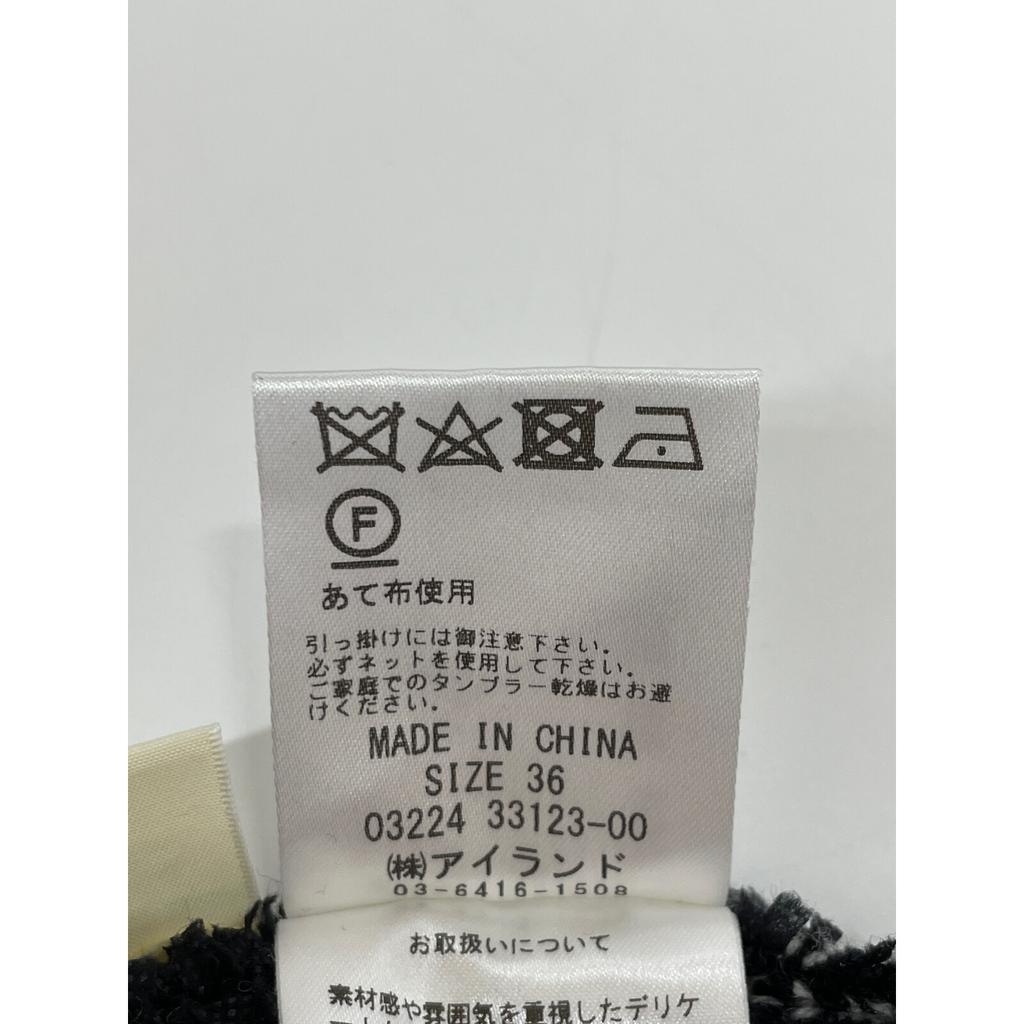 F
あて布使用
引っ掛けには御注意下さい。
必ずネットを使用して下さい。
ご家庭でのタンブラー乾燥はお避
けください。
MADE IN CHINA
SIZE 36
03224 33123-00
㈱アイランド
03-6416-1508
お取扱いについて
素材感や雰囲気を重視したデリケ